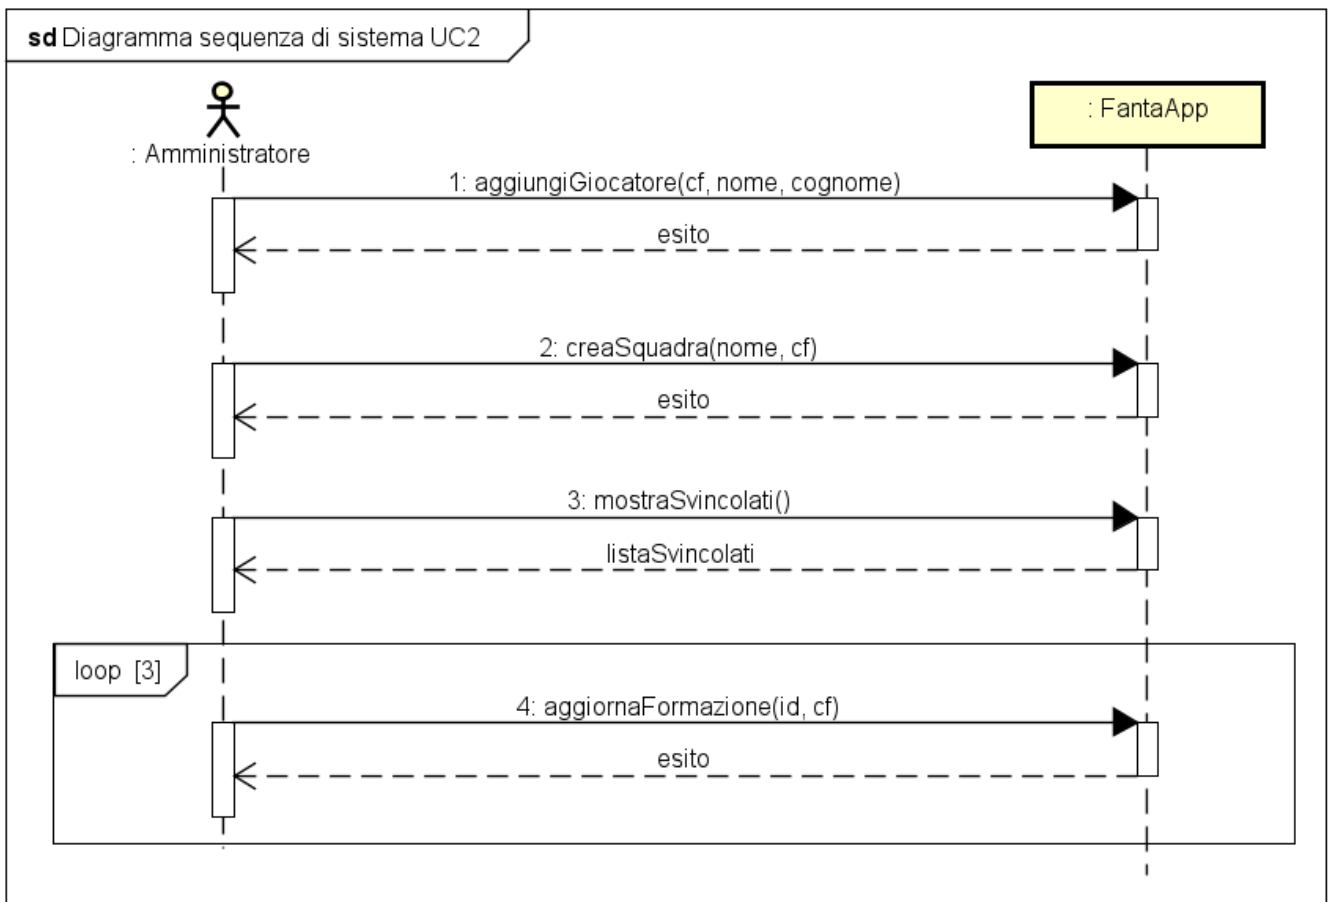 sd Diagramma sequenza di sistema UC2
: Amministratore
: FantaApp
1: aggiungiGiocatore(cf, nome, cognome)
esito
2: creaSquadra(nome, cf)
esito
3: mostraSvincolati()
listaSvincolati
loop [3]
4: aggiornaFormazione(id, cf)
esito